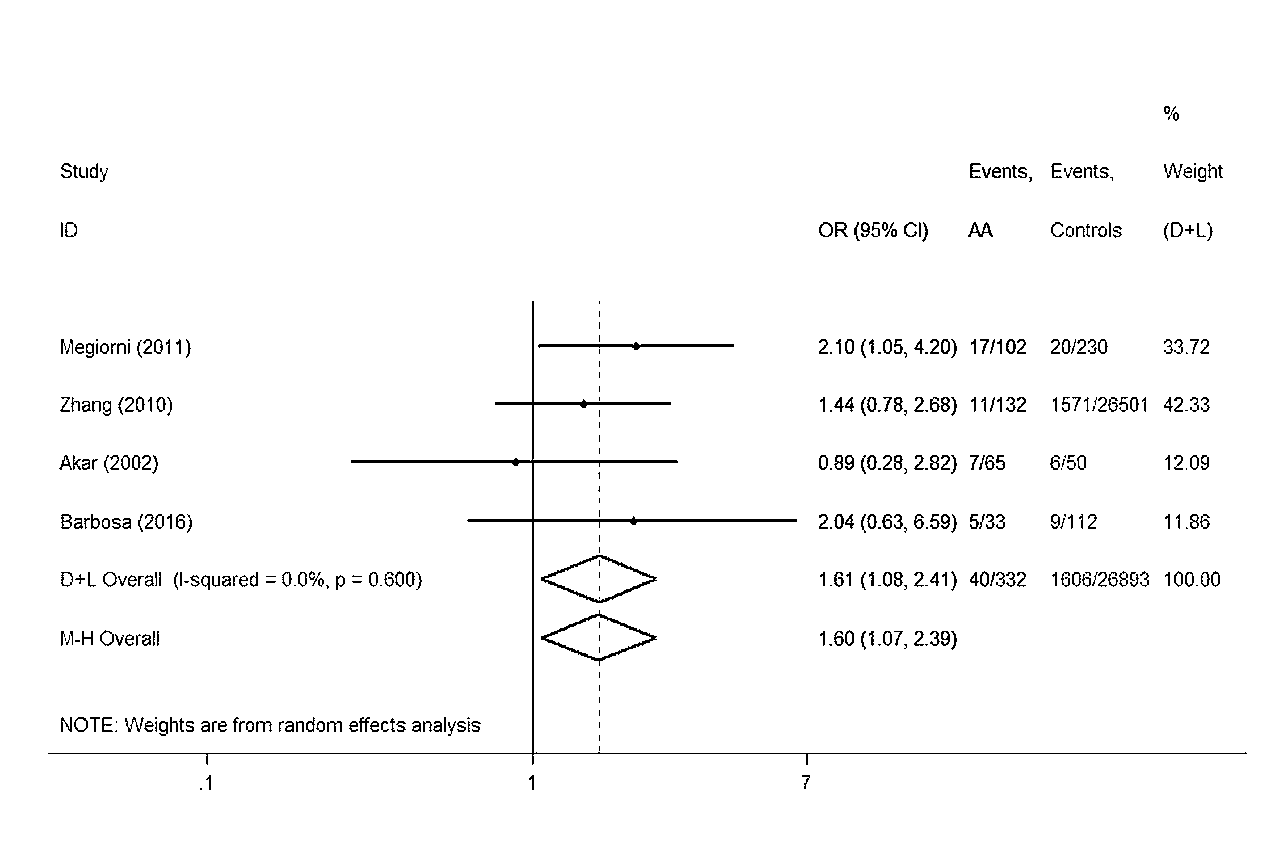 %
Study Events, Events, Weight
ID OR (95% CI) AA Controls (D+L)
Megiorni (2011) 2.10 (1.05, 4.20) 17/102 20/230 33.72
Zhang (2010) 1.44 (0.78, 2.68) 11/132 1571/26501 42.33
Akar (2002) 0.89 (0.28, 2.82) 7/65 6/50 12.09
Barbosa (2016) 2.04 (0.63, 6.59) 5/33 9/112 11.86
D+L Overall (I-squared = 0.0%, p = 0.600) 1.61 (1.08, 2.41) 40/332 1606/26893 100.00
M-H Overall 1.60 (1.07, 2.39)
NOTE: Weights are from random effects analysis
.1 1 7